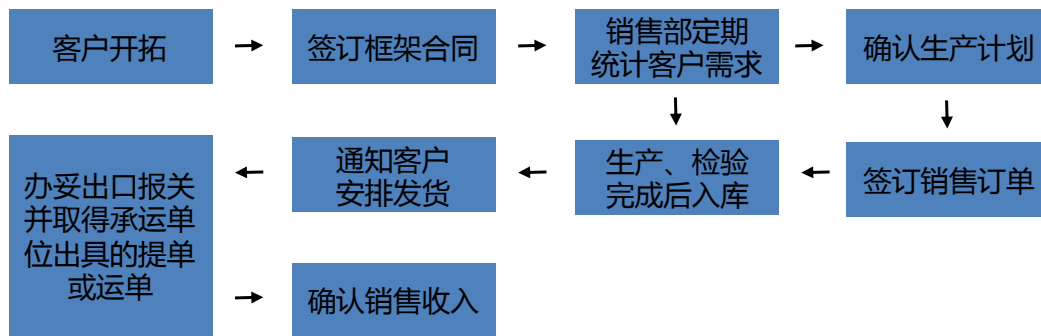 客户开拓
签订框架合同
销售部定期
统计客户需求
确认生产计划
签订销售订单
生产、检验
完成后入库
通知客户
安排发货
办妥出口报关
并取得承运单
位出具的提单
或运单
确认销售收入